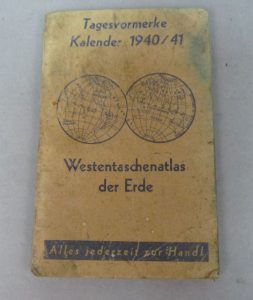 Tagesvormerke
Kalender 1940/41
Westentaschenatlas
der Erde
Alles jederzeit zur Hand!